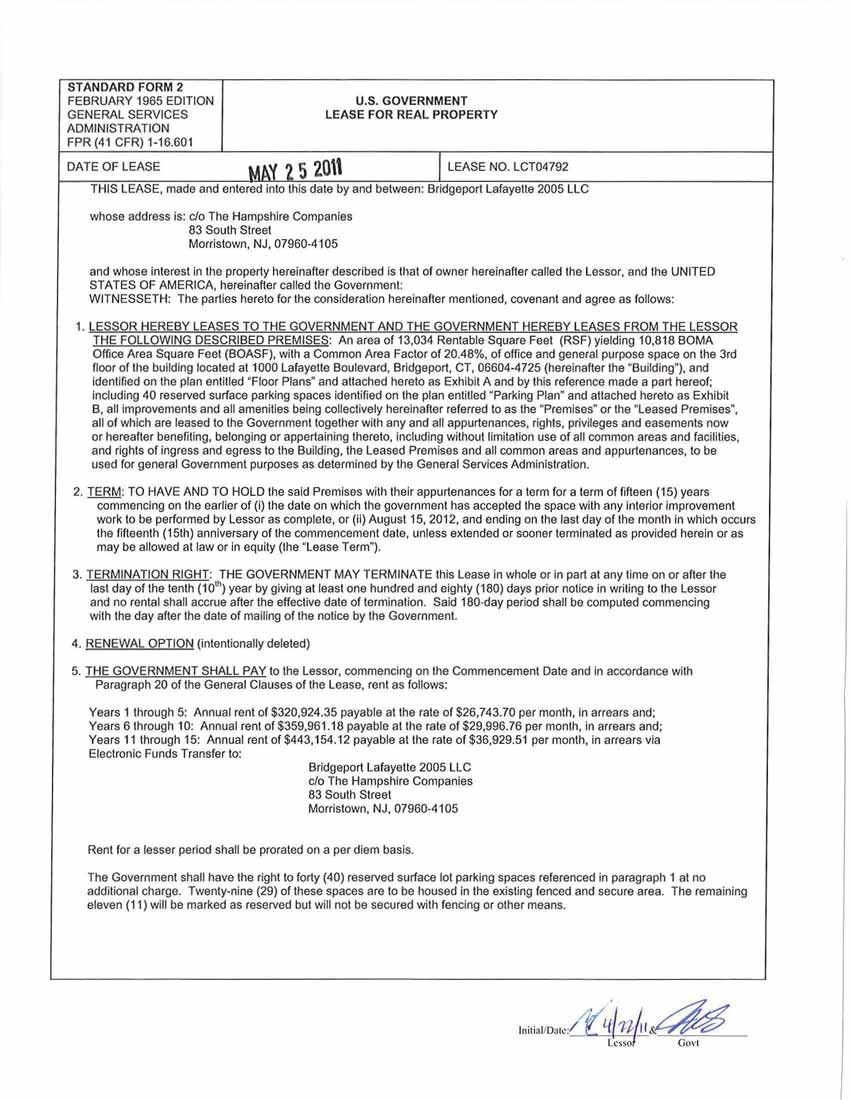 STANDARD FORM 2
FEBRUARY 1965 EDITION
GENERAL SERVICES
ADMINISTRATION
FPR (41 CFR) 1-16.601
U.S. GOVERNMENT
LEASE FOR REAL PROPERTY
DATE OF LEASE MAY 25 2011 LEASE NO. LCT04792
THIS LEASE, made and entered into this date by and between: Bridgeport Lafayette 2005 LLC
whose address is: c/o The Hampshire Companies
83 South Street
Morristown, NJ, 07960-4105
and whose interest in the property hereinafter described is that of owner hereinafter called the Lessor, and the UNITED
STATES OF AMERICA, hereinafter called the Government:
WITNESSETH: The parties hereto for the consideration hereinafter mentioned, covenant and agree as follows:
1. LESSOR HEREBY LEASES TO THE GOVERNMENT AND THE GOVERNMENT HEREBY LEASES FROM THE LESSOR
THE FOLLOWING DESCRIBED PREMISES: An area of 13,034 Rentable Square Feet (RSF) yielding 10,818 BOMA
Office Area Square Feet (BOASF), with a Common Area Factor of 20.48%, of office and general purpose space on the 3rd
floor of the building located at 1000 Lafayette Boulevard, Bridgeport, CT, 06604-4725 (hereinafter the "Building"), and
identified on the plan entitled "Floor Plans" and attached hereto as Exhibit A and by this reference made a part hereof;
including 40 reserved surface parking spaces identified on the plan entitled "Parking Plan" and attached hereto as Exhibit
B, all improvements and all amenities being collectively hereinafter referred to as the "Premises" or the "Leased Premises",
all of which are leased to the Government together with any and all appurtenances, rights, privileges and easements now
or hereafter benefiting, belonging or appertaining thereto, including without limitation use of all common areas and facilities,
and rights of ingress and egress to the Building, the Leased Premises and all common areas and appurtenances, to be
used for general Government purposes as determined by the General Services Administration.
2. TERM: TO HAVE AND TO HOLD the said Premises with their appurtenances for a term for a term of fifteen (15) years
commencing on the earlier of (i) the date on which the government has accepted the space with any interior improvement
work to be performed by Lessor as complete, or (ii) August 15, 2012, and ending on the last day of the month in which occurs
the fifteenth (15th) anniversary of the commencement date, unless extended or sooner terminated as provided herein or as
may be allowed at law or in equity (the "Lease Term").
3. TERMINATION RIGHT: THE GOVERNMENT MAY TERMINATE this Lease in whole or in part at any time on or after the
last day of the tenth (10th) year by giving at least one hundred and eighty (180) days prior notice in writing to the Lessor
and no rental shall accrue after the effective date of termination. Said 180-day period shall be computed commencing
with the day after the date of mailing of the notice by the Government.
4. RENEWAL OPTION (intentionally deleted)
5. THE GOVERNMENT SHALL PAY to the Lessor, commencing on the Commencement Date and in accordance with
Paragraph 20 of the General Clauses of the Lease, rent as follows:
Years 1 through 5: Annual rent of $320,924.35 payable at the rate of $26,743.70 per month, in arrears and;
Years 6 through 10: Annual rent of $359,961.18 payable at the rate of $29,996.76 per month, in arrears and;
Years 11 through 15: Annual rent of $443,154.12 payable at the rate of $36,929.51 per month, in arrears via
Electronic Funds Transfer to:
Bridgeport Lafayette 2005 LLC
c/o The Hampshire Companies
83 South Street
Morristown, NJ, 07960-4105
Rent for a lesser period shall be prorated on a per diem basis.
The Government shall have the right to forty (40) reserved surface lot parking spaces referenced in paragraph 1 at no
additional charge. Twenty-nine (29) of these spaces are to be housed in the existing fenced and secure area. The remaining
eleven (11) will be marked as reserved but will not be secured with fencing or other means.
Initial/Date: 4/22/11 &
Lessor Govt